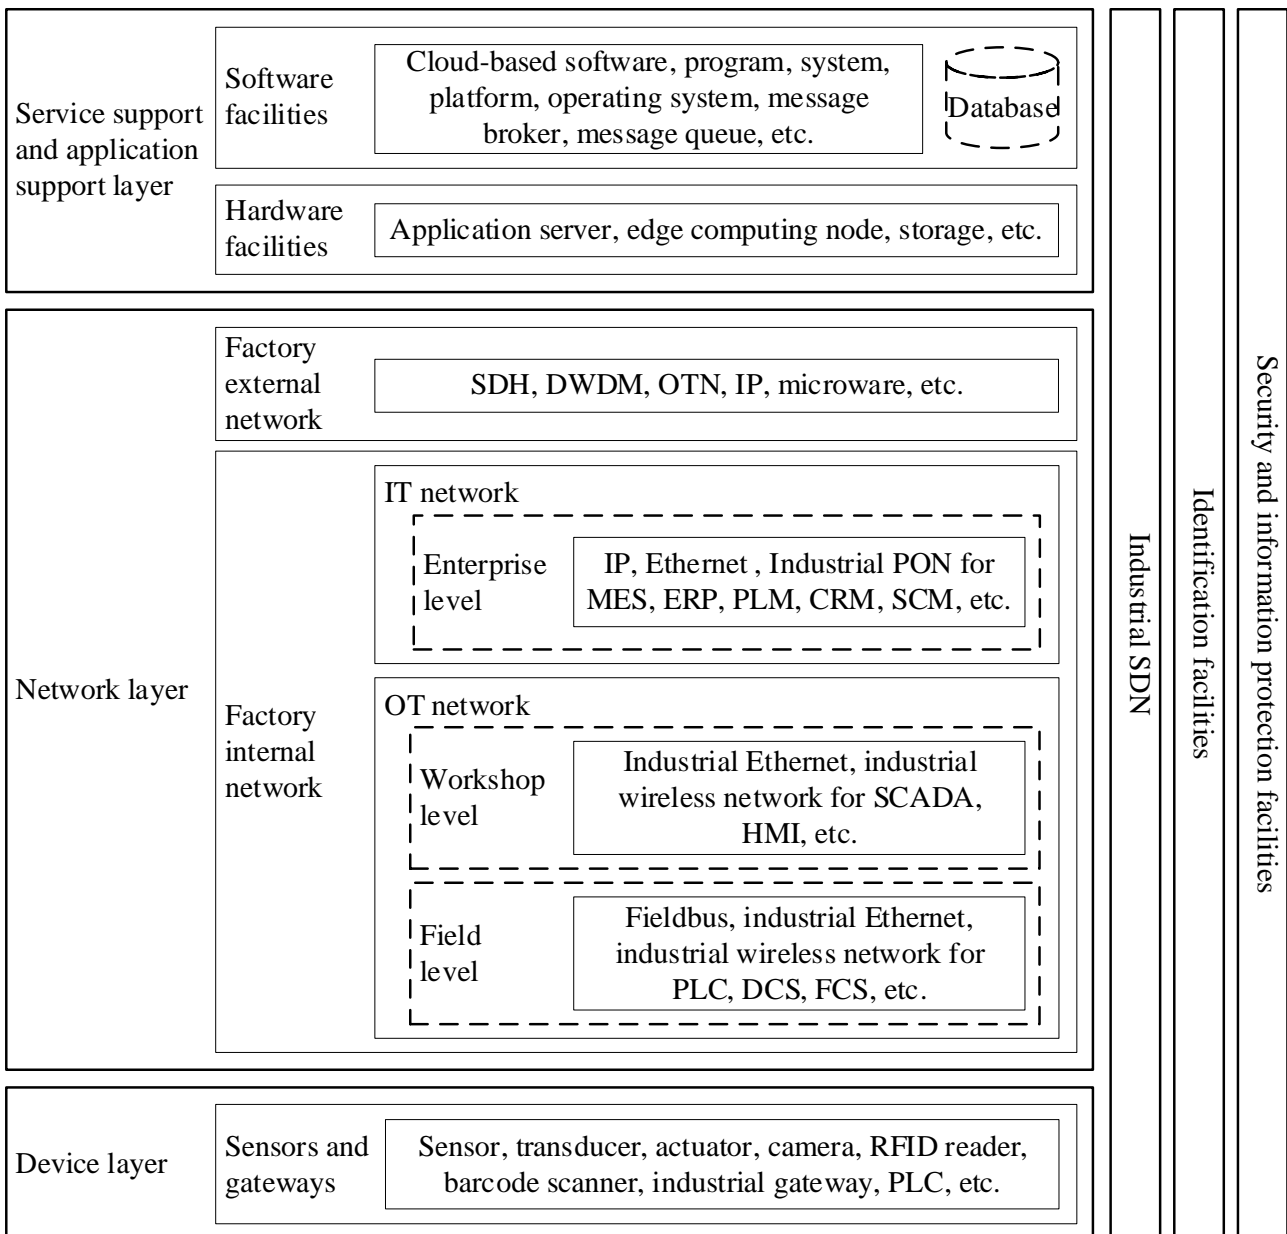 Service support
and application
support layer
Software
facilities
Cloud-based software, program, system,
platform, operating system, message
broker, message queue, etc.
Database
Hardware
facilities
Application server, edge computing node, storage, etc.
Network layer
Factory
external
network
SDH, DWDM, OTN, IP, microware, etc.
Factory
internal
network
IT network
Enterprise
level
IP, Ethernet , Industrial PON for
MES, ERP, PLM, CRM, SCM, etc.
OT network
Workshop
level
Industrial Ethernet, industrial
wireless network for SCADA,
HMI, etc.
Field
level
Fieldbus, industrial Ethernet,
industrial wireless network for
PLC, DCS, FCS, etc.
Device layer
Sensors and
gateways
Sensor, transducer, actuator, camera, RFID reader,
barcode scanner, industrial gateway, PLC, etc.
Industrial SDN
Identification facilities
Security and information protection facilities